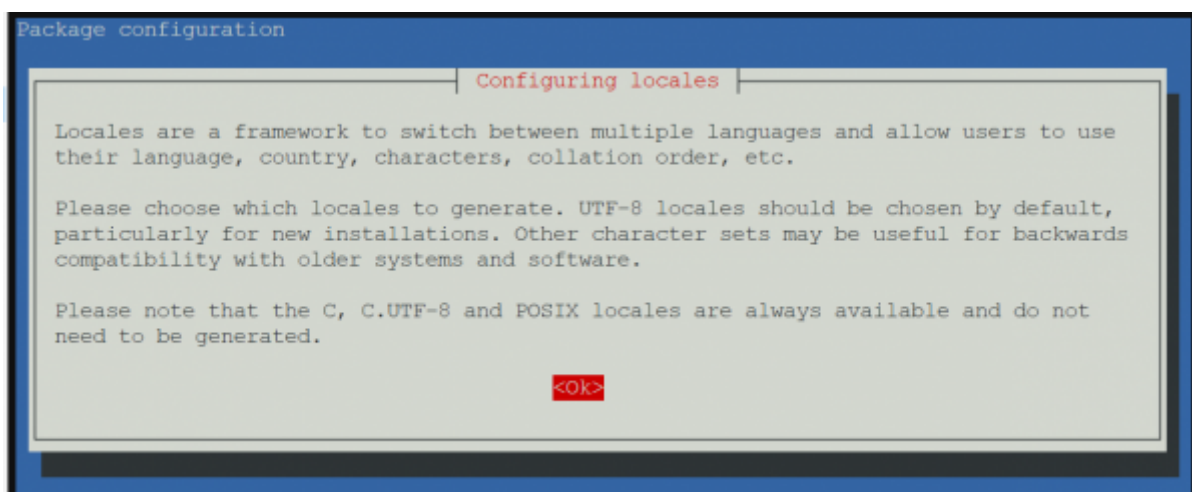 Package configuration
Configuring locales
Locales are a framework to switch between multiple languages and allow users to use
their language, country, characters, collation order, etc.
Please choose which locales to generate. UTF-8 locales should be chosen by default,
particularly for new installations. Other character sets may be useful for backwards
compatibility with older systems and software.
Please note that the C, C.UTF-8 and POSIX locales are always available and do not
need to be generated.
<Ok>